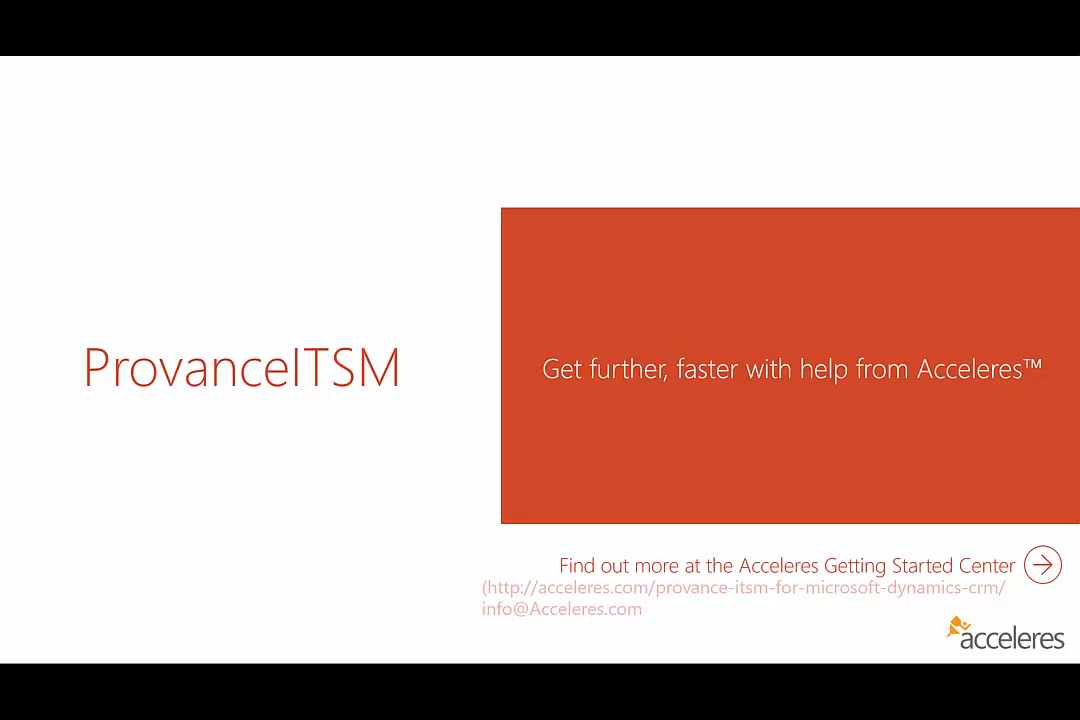 ProvanceITSM
Get further, faster with help from Acceleres™
Find out more at the Acceleres Getting Started Center
(http://acceleres.com/provance-itsm-for-microsoft-dynamics-crm/
info@Acceleres.com
acceleres